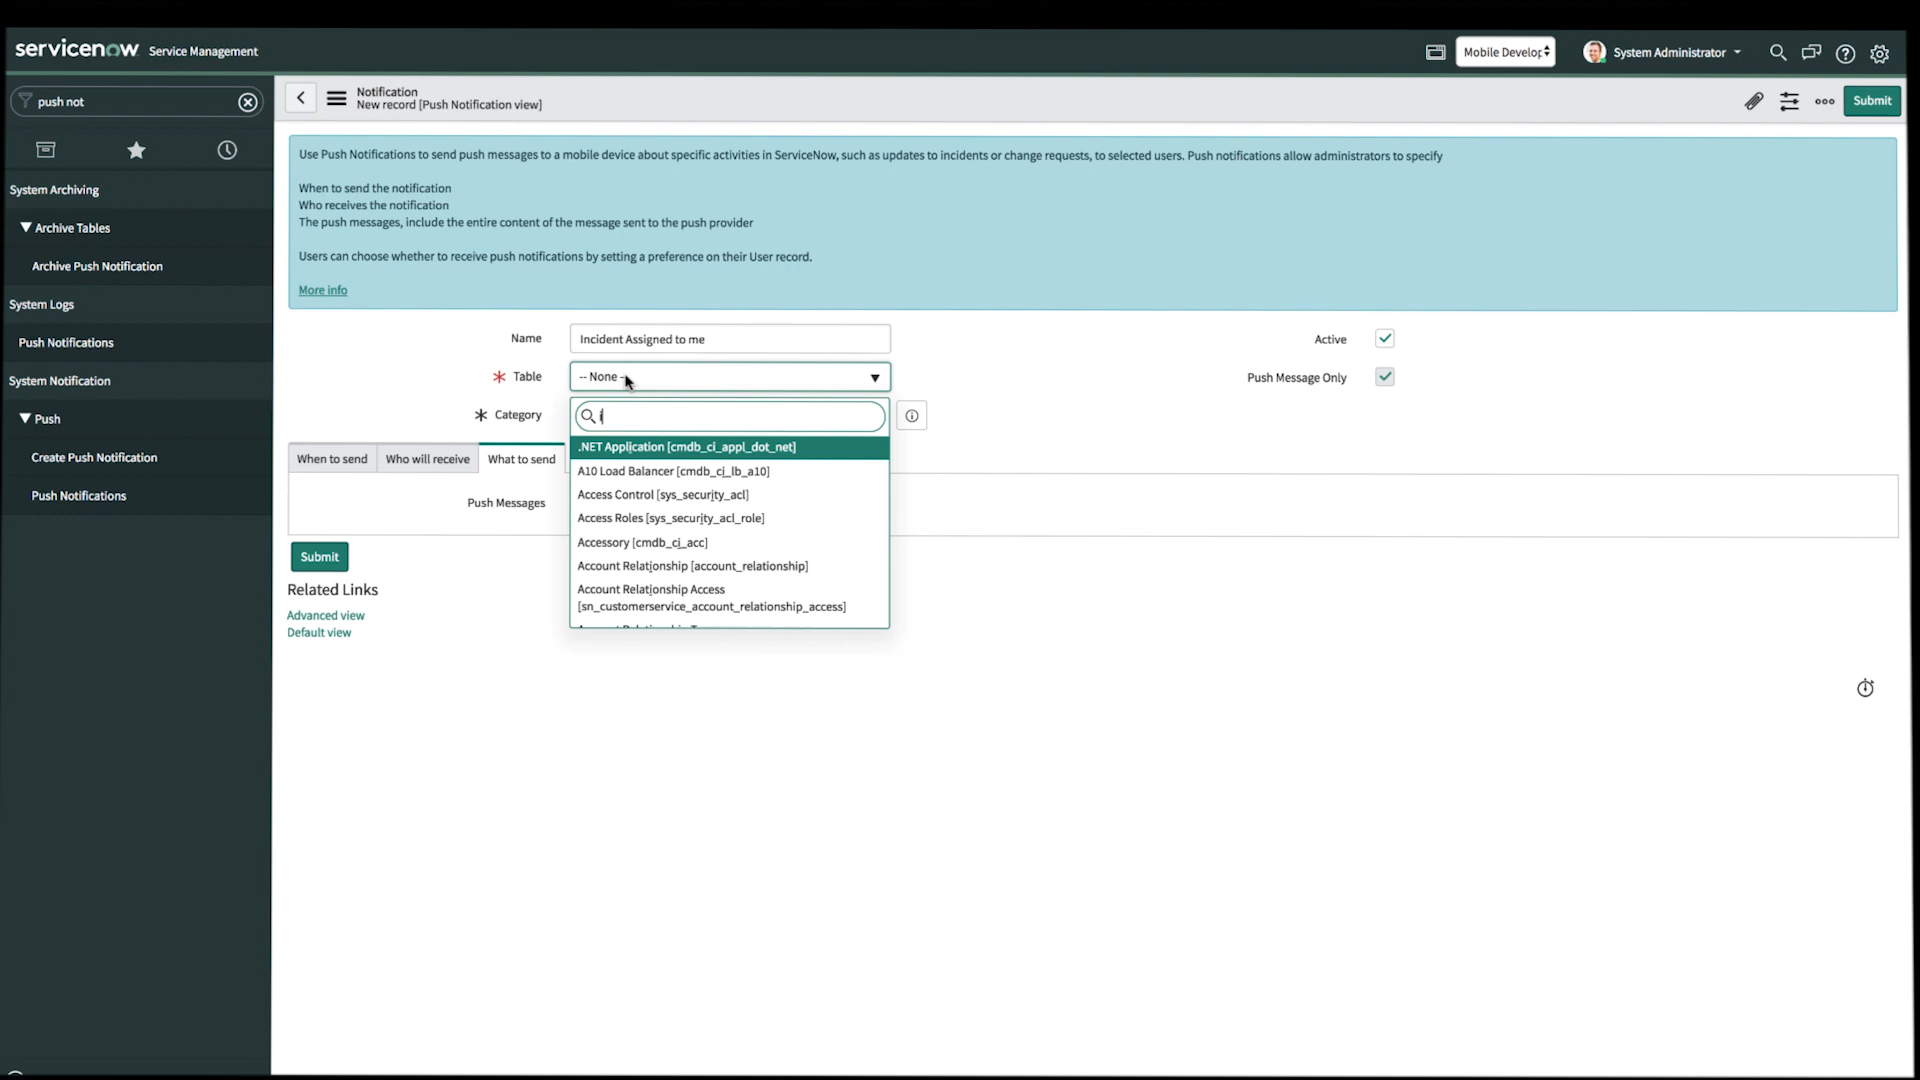 servicenow Service Management
Mobile Develop
System Administrator
push not
Notification
New record [Push Notification view]
Submit
System Archiving
Archive Tables
Archive Push Notification
System Logs
Push Notifications
System Notification
Push
Create Push Notification
Push Notifications
Use Push Notifications to send push messages to a mobile device about specific activities in ServiceNow, such as updates to incidents or change requests, to selected users. Push notifications allow administrators to specify
When to send the notification
Who receives the notification
The push messages, include the entire content of the message sent to the push provider
Users can choose whether to receive push notifications by setting a preference on their User record.
More info
Name Incident Assigned to me
Active
Table -- None --
Push Message Only
Category
i
.NET Application [cmdb_ci_appl_dot_net]
A10 Load Balancer [cmdb_ci_lb_a10]
Access Control [sys_security_acl]
Access Roles [sys_security_acl_role]
Accessory [cmdb_ci_acc]
Account Relationship [account_relationship]
Account Relationship Access
[sn_customerservice_account_relationship_access]
When to send
Who will receive
What to send
Push Messages
Submit
Related Links
Advanced view
Default view